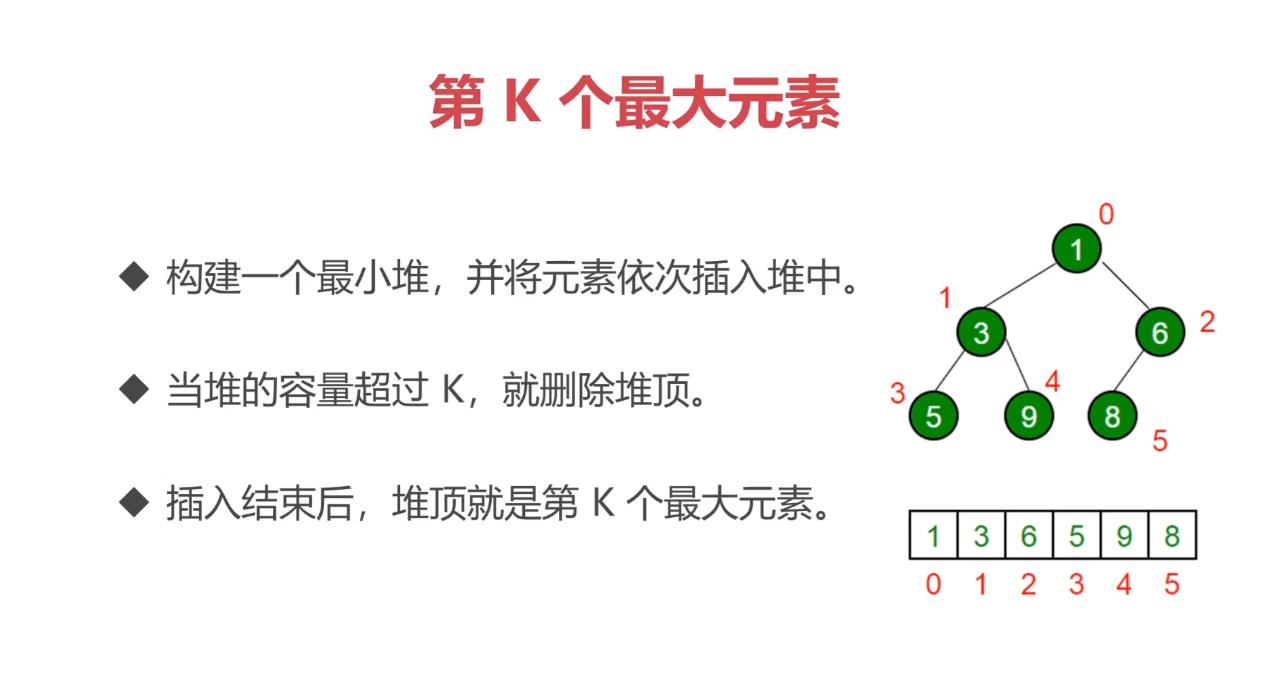 第 K 个最大元素
◆ 构建一个最小堆，并将元素依次插入堆中。
◆ 当堆的容量超过 K，就删除堆顶。
◆ 插入结束后，堆顶就是第 K 个最大元素。
0
1
1
3
6
2
3
4
5
9
8
5
1 3 6 5 9 8
0 1 2 3 4 5